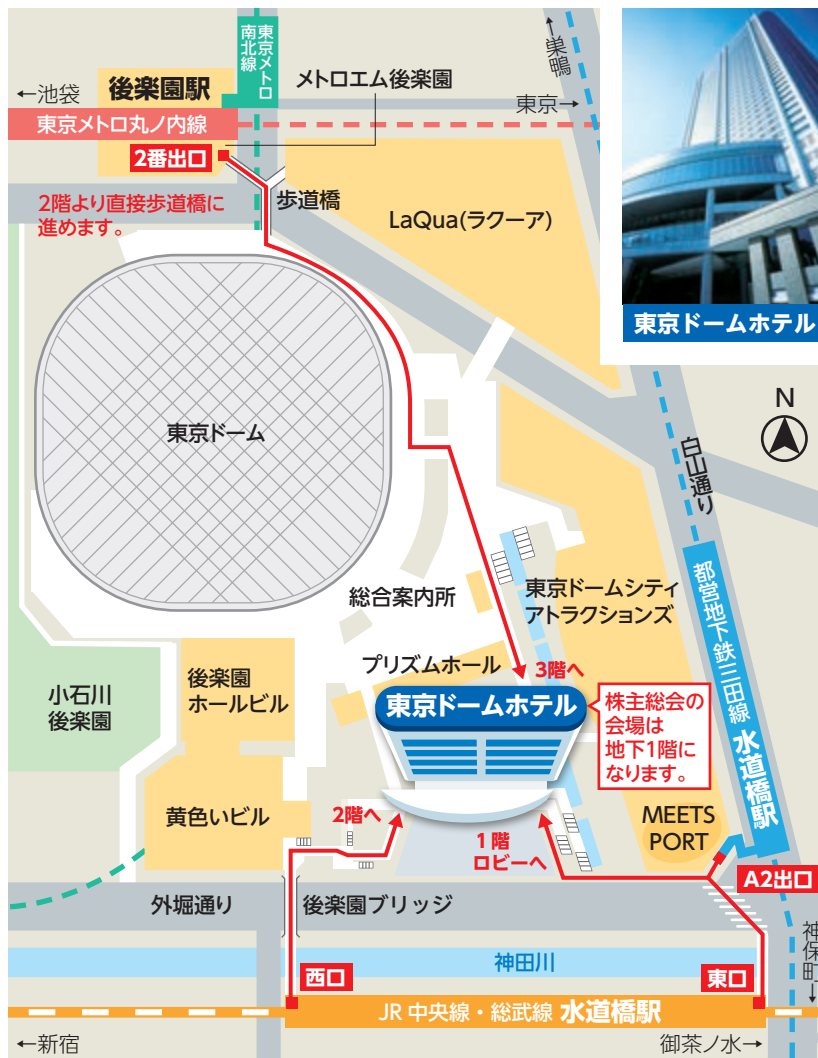 東京メトロ
南北線
←巣鴨
←池袋
後楽園駅
メトロエム後楽園
東京→
東京メトロ丸ノ内線
2番出口
2階より直接歩道橋に
進めます。
歩道橋
LaQua(ラクーア)
東京ドームホテル
N
東京ドーム
白山通り
都営地下鉄三田線 水道橋駅
総合案内所
東京ドームシティ
アトラクションズ
プリズムホール
3階へ
小石川
後楽園
後楽園
ホールビル
東京ドームホテル
株主総会の
会場は
地下1階に
なります。
黄色いビル
2階へ
1階
ロビーへ
MEETS
PORT
A2出口
外堀通り
後楽園ブリッジ
神保町→
神田川
西口
東口
JR 中央線・総武線 水道橋駅
←新宿
御茶ノ水→